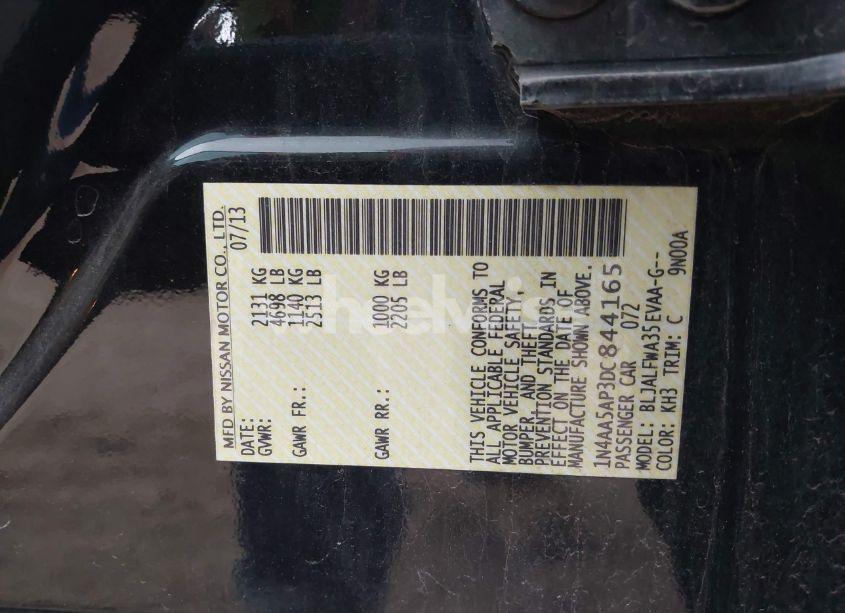 MFD BY NISSAN MOTOR CO., LTD.
DATE: 07/13
GVWR: 2131 KG
4698 LB
GAWR FR.: 1140 KG
2513 LB
GAWR RR.: 1000 KG
2205 LB
THIS VEHICLE CONFORMS TO
ALL APPLICABLE FEDERAL
MOTOR VEHICLE SAFETY,
BUMPER, AND THEFT
PREVENTION STANDARDS IN
EFFECT ON THE DATE OF
MANUFACTURE SHOWN ABOVE.
1N4AA5AP3DC844165
PASSENGER CAR 072
MODEL: BLJALFWA35EVAA-G--
COLOR: KH3 TRIM: C 9N00A